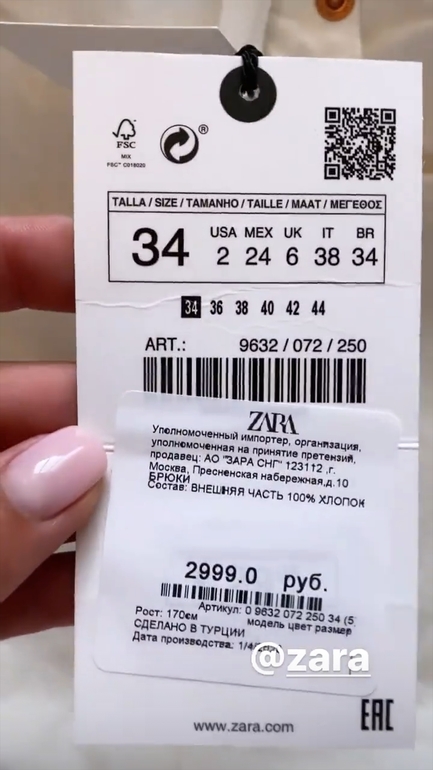 FSC
MIX
FSC™ C018020
®
TALLA / SIZE / TAMANHO / TAILLE / MAAT / ΜΕΓΕΘΟΣ
34
USA MEX UK IT BR
2 24 6 38 34
34 36 38 40 42 44
ART.: 9632 / 072 / 250
ZARA
Уполномоченный импортер, организация,
уполномоченная на принятие претензий,
продавец: АО "ЗАРА СНГ" 123112 ,г.
Москва, Пресненская набережная,д.10
БРЮКИ
Состав: ВНЕШНЯЯ ЧАСТЬ 100% ХЛОПОК
2999.0 руб.
Артикул: 0 9632 072 250 34 (5
Рост: 170см модель цвет размер
СДЕЛАНО В ТУРЦИИ
Дата производства: 1/4/
@zara
www.zara.com
EAC